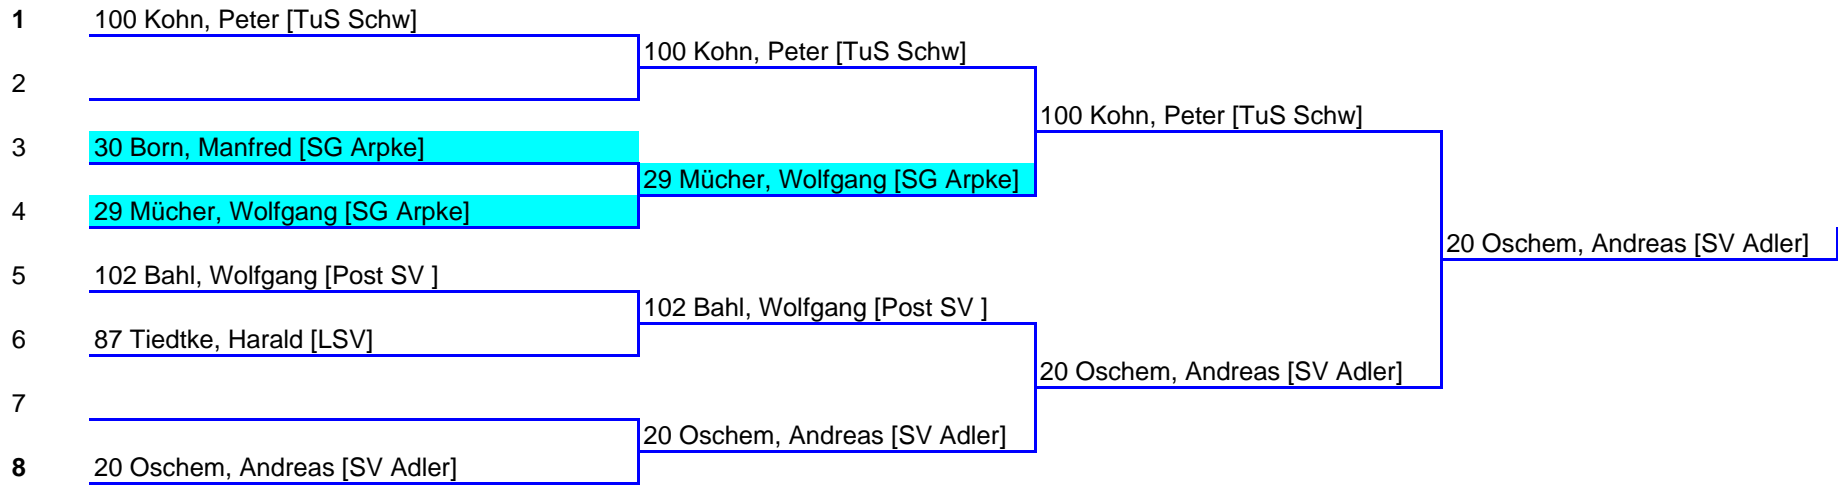 1 100 Kohn, Peter [TuS Schw]
100 Kohn, Peter [TuS Schw]
2
100 Kohn, Peter [TuS Schw]
3 30 Born, Manfred [SG Arpke]
29 Mücher, Wolfgang [SG Arpke]
4 29 Mücher, Wolfgang [SG Arpke]
20 Oschem, Andreas [SV Adler]
5 102 Bahl, Wolfgang [Post SV ]
102 Bahl, Wolfgang [Post SV ]
6 87 Tiedtke, Harald [LSV]
20 Oschem, Andreas [SV Adler]
7
20 Oschem, Andreas [SV Adler]
8 20 Oschem, Andreas [SV Adler]